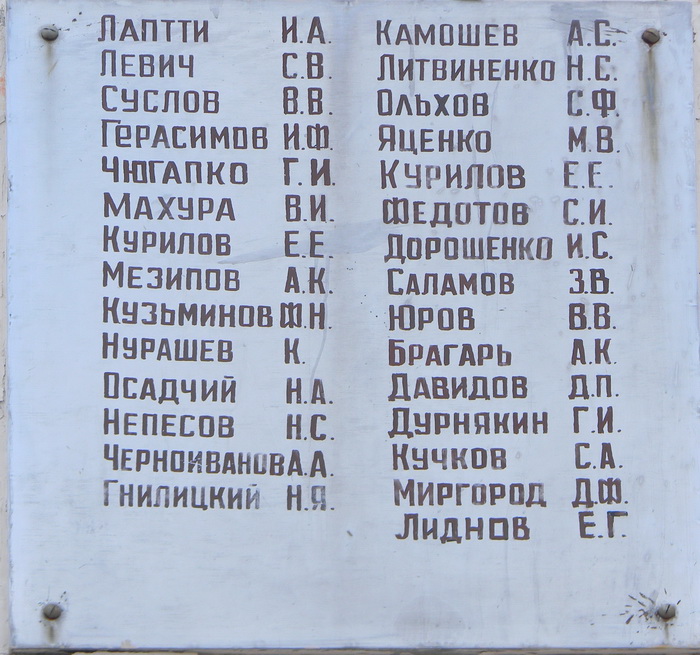 Лаптти И.А.
Левич С.В.
Суслов В.В.
Герасимов И.Ф.
Чюгапко Г.И.
Махура В.И.
Курилов Е.Е.
Мезипов А.К.
Кузьминов Ф.Н.
Нурашев К.
Осадчий Н.А.
Непесов Н.С.
Черноиванов А.А.
Гнилицкий Н.Я.
Камошев А.С.
Литвиненко Н.С.
Ольхов С.Ф.
Яценко М.В.
Курилов Е.Е.
Федотов С.И.
Дорошенко И.С.
Саламов З.В.
Юров В.В.
Брагарь А.К.
Давидов Д.П.
Дурнякин Г.И.
Кучков С.А.
Миргород Д.Ф.
Лиднов Е.Г.